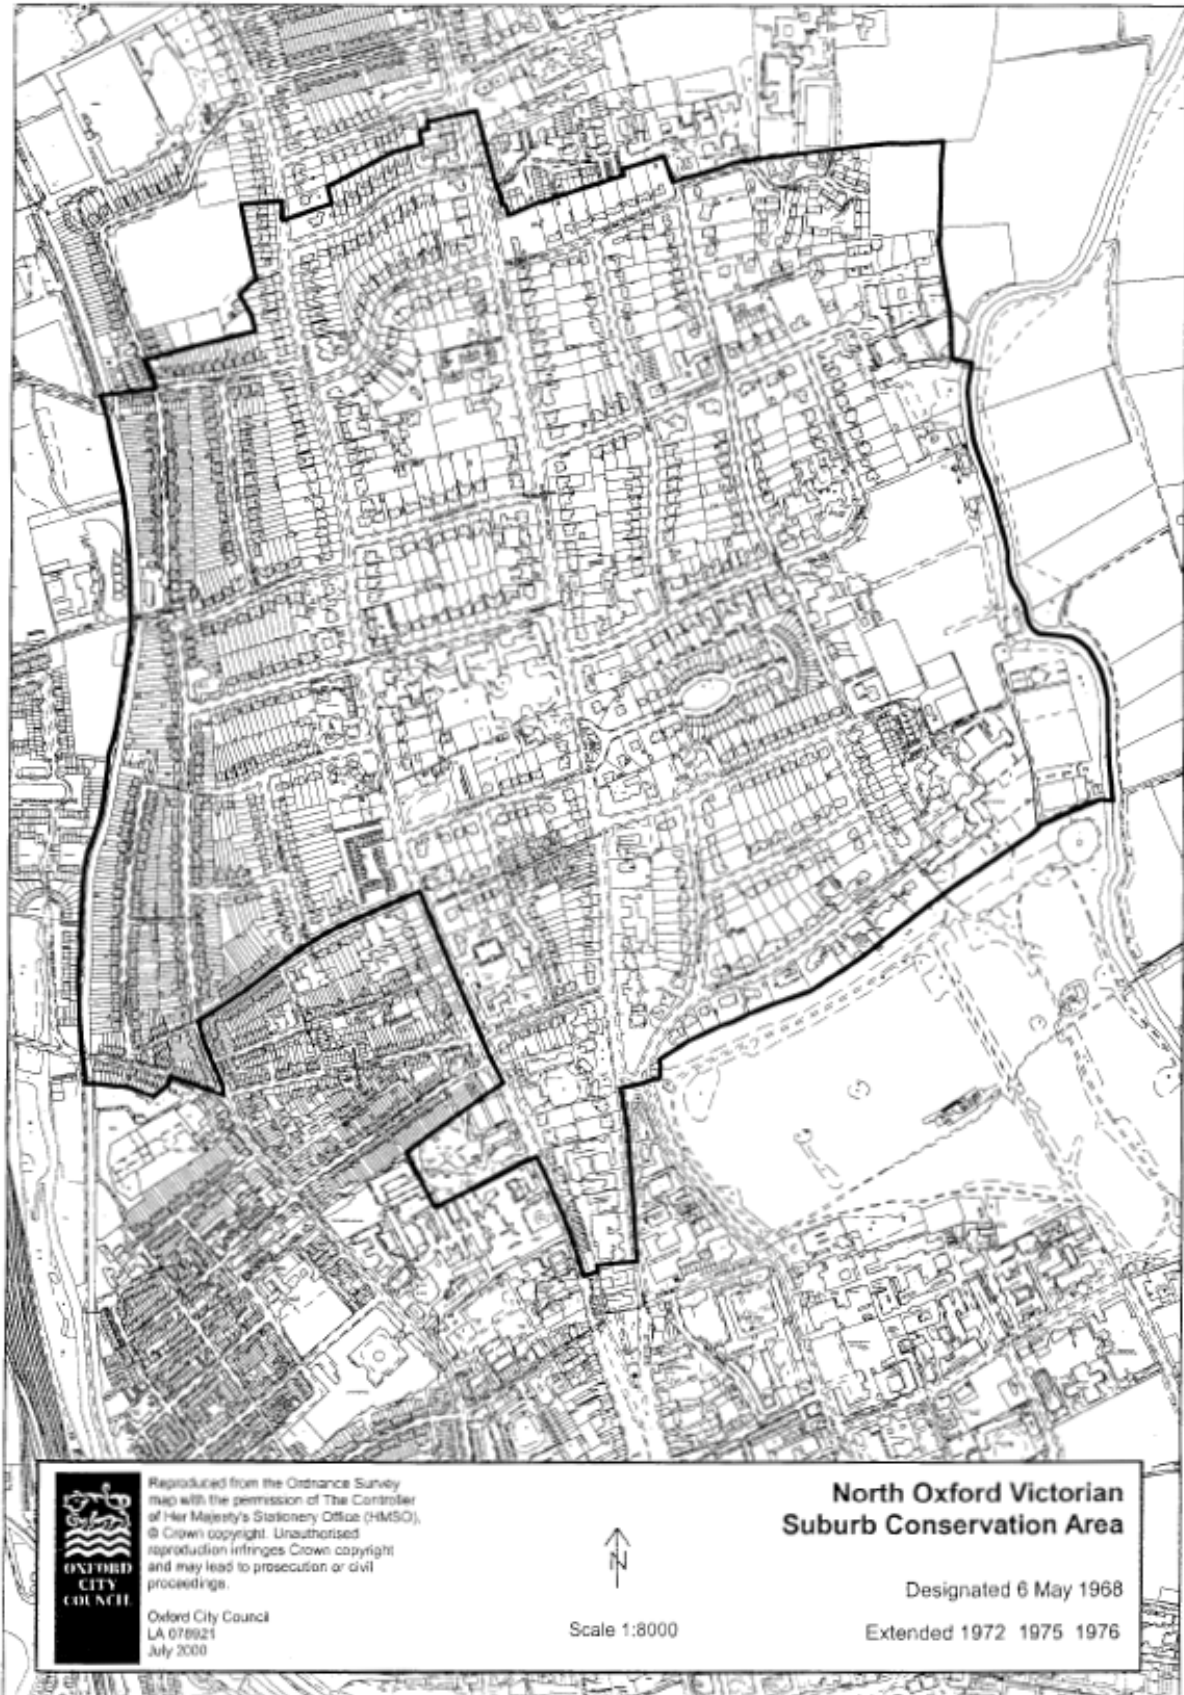 Reproduced from the Ordnance Survey
map with the permission of The Controller
of Her Majesty's Stationery Office (HMSO),
© Crown copyright. Unauthorised
reproduction infringes Crown copyright
and may lead to prosecution or civil
proceedings.
Oxford City Council
LA 078921
July 2000
OXFORD
CITY
COUNCIL
N
Scale 1:8000
North Oxford Victorian
Suburb Conservation Area
Designated 6 May 1968
Extended 1972 1975 1976